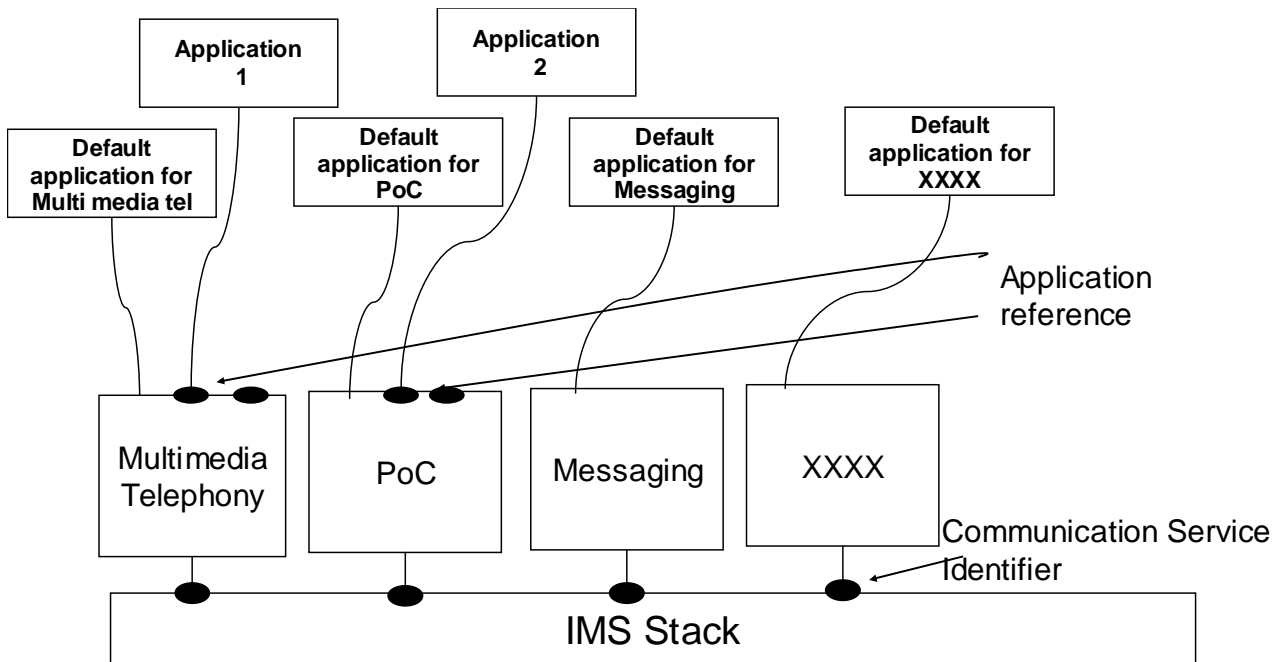 Application
1
Application
2
Default
application for
Multi media tel
Default
application for
PoC
Default
application for
Messaging
Default
application for
XXXX
Application
reference
Multimedia
Telephony
PoC
Messaging
XXXX
Communication Service
Identifier
IMS Stack